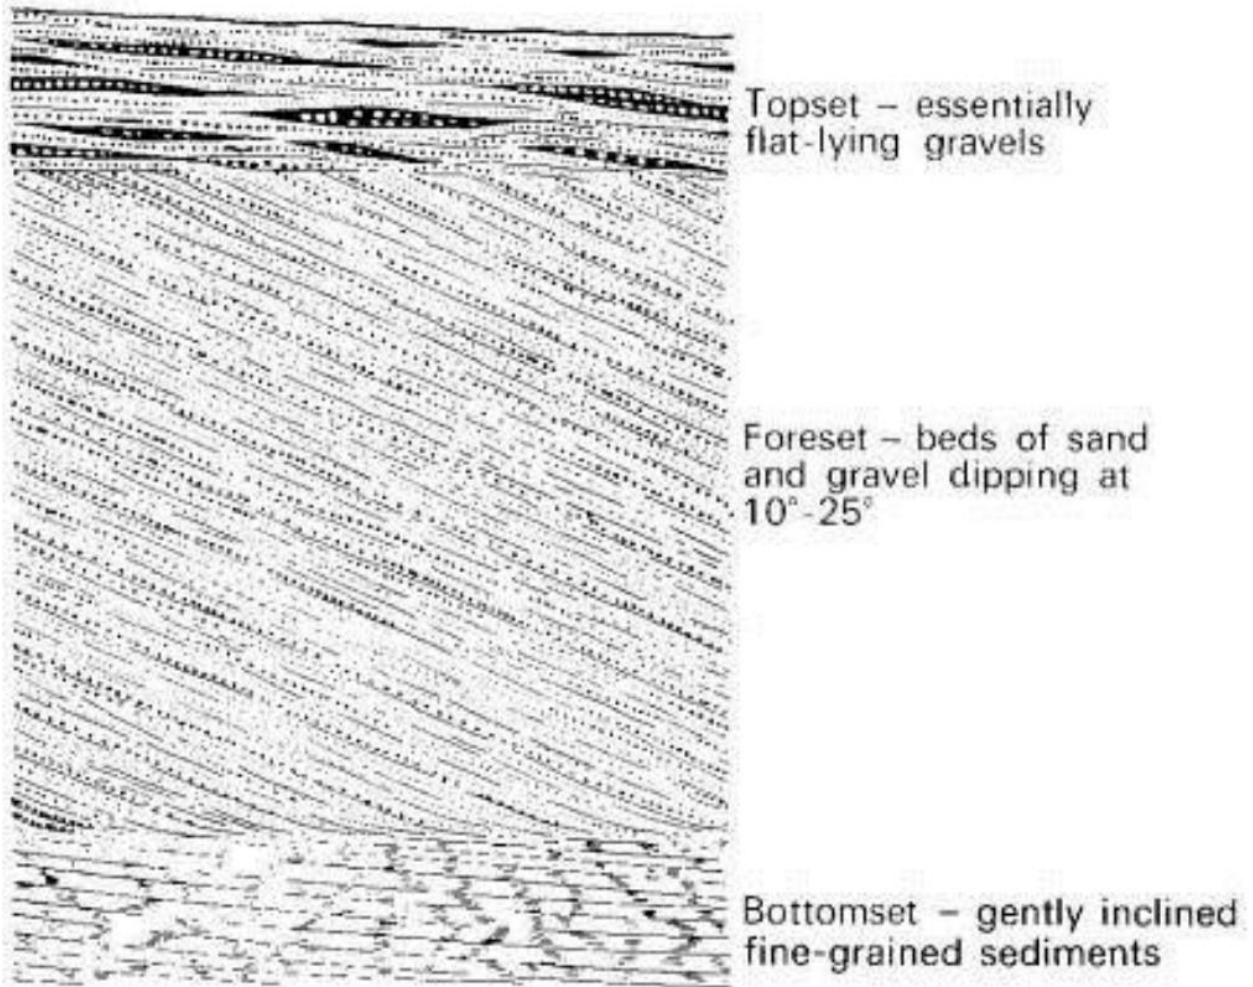 Topset – essentially
flat-lying gravels
Foreset – beds of sand
and gravel dipping at
10°-25°
Bottomset – gently inclined
fine-grained sediments